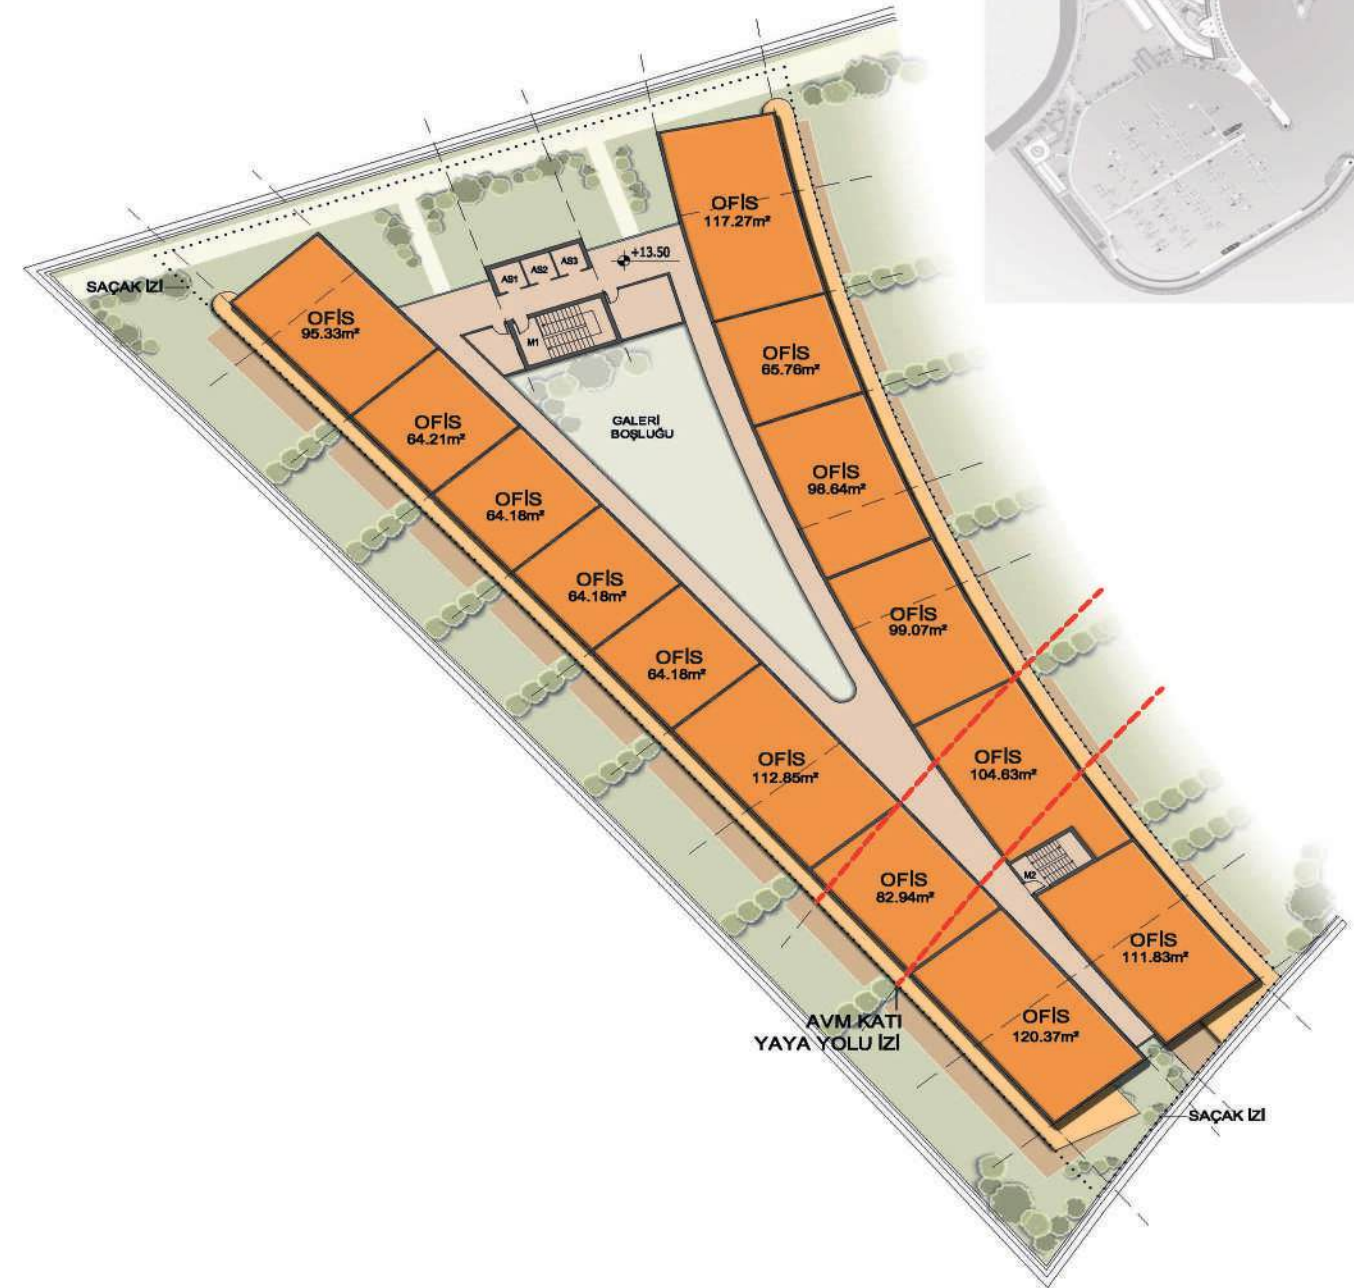 OFİS
117.27m²
AS1
AS2
AS3
+13.50
SAÇAK İZİ
OFİS
95.33m²
M1
OFİS
65.76m²
OFİS
64.21m²
GALERİ
BOŞLUĞU
OFİS
98.64m²
OFİS
64.18m²
OFİS
64.18m²
OFİS
99.07m²
OFİS
64.18m²
OFİS
112.85m²
OFİS
104.63m²
OFİS
82.94m²
M2
OFİS
111.83m²
AVM KATI
YAYA YOLU İZİ
OFİS
120.37m²
SAÇAK İZİ